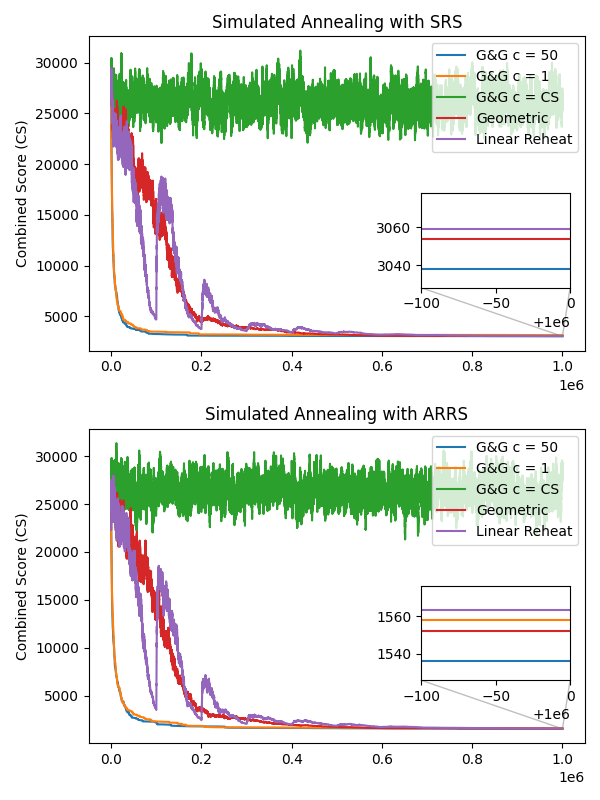 Simulated Annealing with SRS
Combined Score (CS)
30000
25000
20000
15000
10000
5000
G&G c = 50
G&G c = 1
G&G c = CS
Geometric
Linear Reheat
3060
3040
−100 −50 0
+1e6
0.0 0.2 0.4 0.6 0.8 1.0
1e6
Simulated Annealing with ARRS
Combined Score (CS)
30000
25000
20000
15000
10000
5000
G&G c = 50
G&G c = 1
G&G c = CS
Geometric
Linear Reheat
1560
1540
−100 −50 0
+1e6
0.0 0.2 0.4 0.6 0.8 1.0
1e6